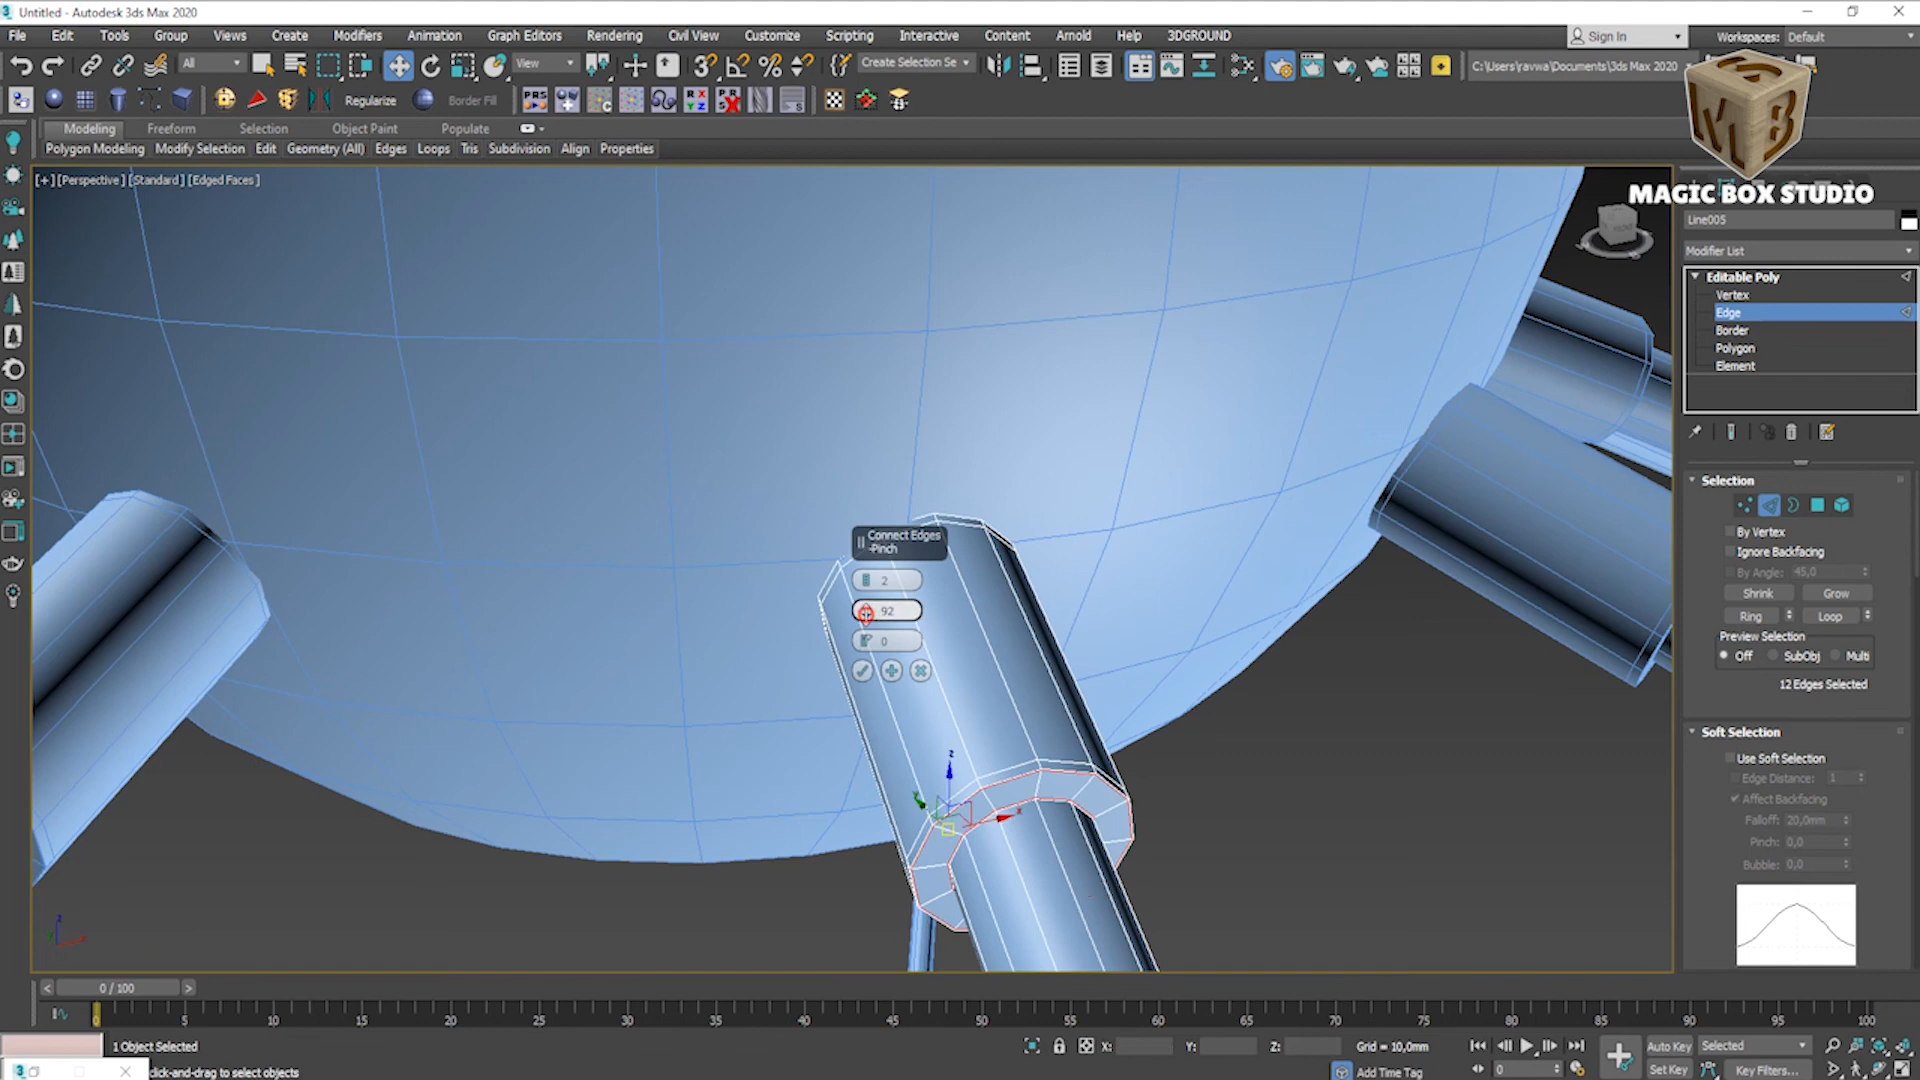 3 Untitled - Autodesk 3ds Max 2020
File Edit Tools Group Views Create Modifiers Animation Graph Editors Rendering Civil View Customize Scripting Interactive Content Arnold Help 3DGROUND Sign In Workspaces: Default
All View Create Selection Se C:\Users\ravwa\Documents\3ds Max 2020
Regularize Border Fill
Modeling Freeform Selection Object Paint Populate
Polygon Modeling Modify Selection Edit Geometry (All) Edges Loops Tris Subdivision Align Properties
[+] [Perspective] [Standard] [Edged Faces]
MAGIC BOX STUDIO
Line005
Modifier List
Editable Poly
Vertex
Edge
Border
Polygon
Element
Selection
By Vertex
Ignore Backfacing
By Angle: 45,0
Shrink Grow
Ring Loop
Preview Selection
Off SubObj Multi
12 Edges Selected
Soft Selection
Use Soft Selection
Edge Distance: 1
Affect Backfacing
Falloff: 20,0mm
Pinch: 0,0
Bubble: 0,0
Connect Edges
-Pinch
2
92
0
z
x
< 0 / 100 >
0 5 10 15 20 25 30 35 40 45 50 55 60 65 70 75 80 85 90 95 100
1 Object Selected X: Y: Z: Grid = 10,0mm Auto Key Selected
click-and-drag to select objects Add Time Tag 0 Set Key Key Filters...